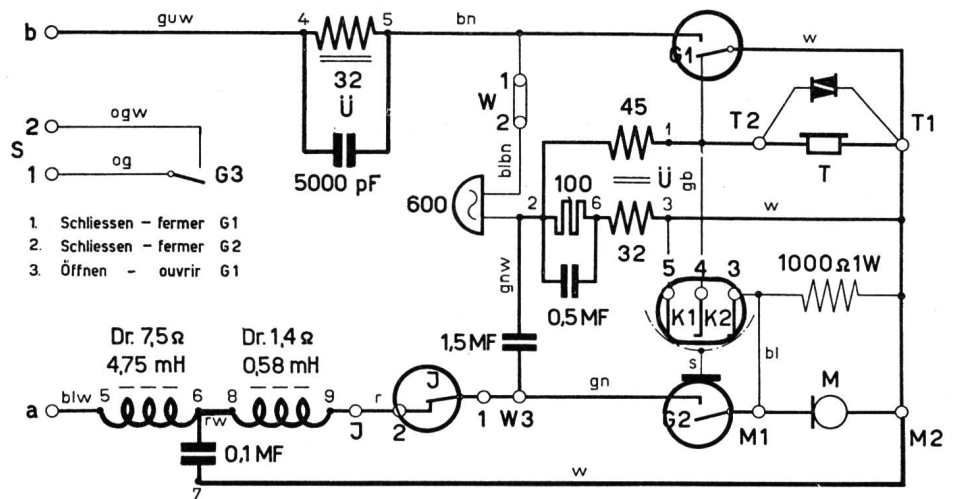 b
guw
4
5
bn
G1
w
32
Ü
5000 pF
1
W
2
blbn
45
1
T2
T1
T
2
ogw
S
1
og
G3
600
2
100
6
Ü
gb
3
w
32
1. Schliessen – fermer G1
2. Schliessen – fermer G2
3. Öffnen – ouvrir G1
gnw
0,5 MF
5
4
3
K1
K2
1000 Ω 1W
Dr. 7,5 Ω
4,75 mH
Dr. 1,4 Ω
0,58 mH
1,5 MF
J
s
bl
gn
M
a
blw
5
6
rw
8
9
J
r
2
1
W3
G2
M1
M2
0,1 MF
7
w